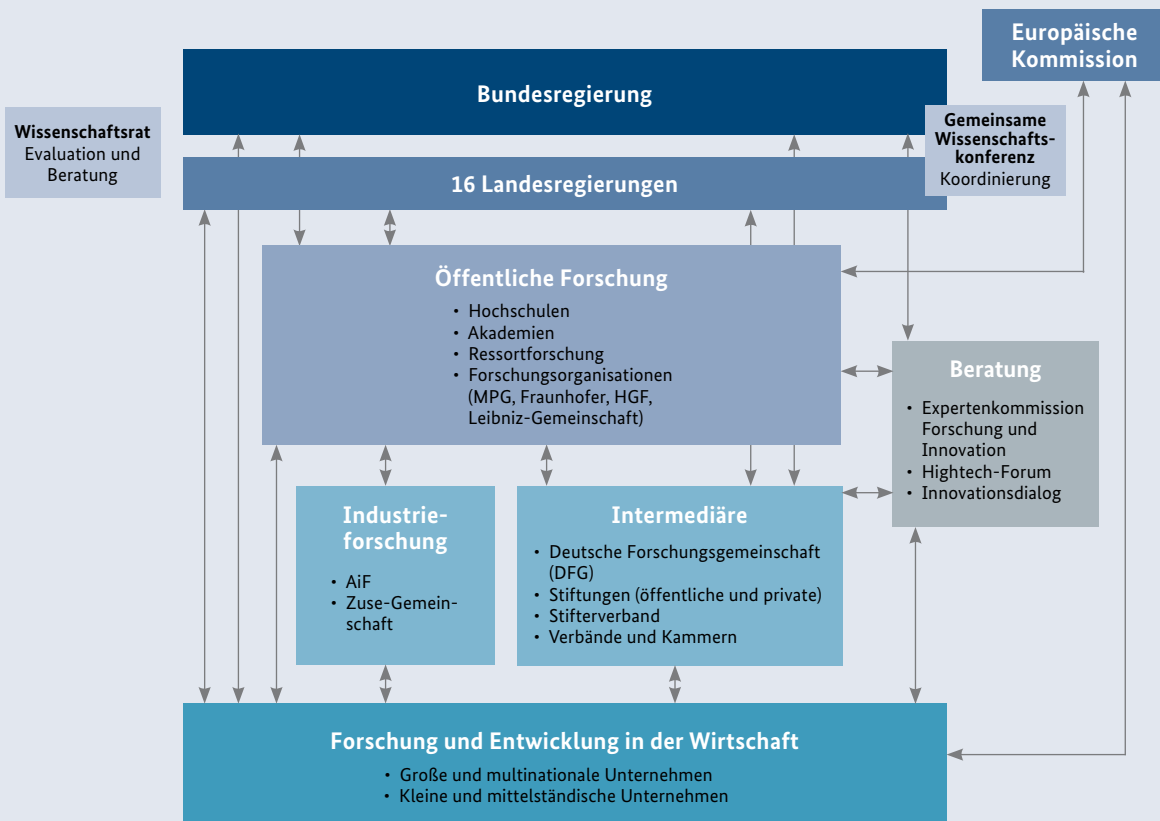 Europäische
Kommission
Bundesregierung
Wissenschaftsrat
Evaluation und
Beratung
Gemeinsame
Wissenschafts-
konferenz
Koordinierung
16 Landesregierungen
Öffentliche Forschung
• Hochschulen
• Akademien
• Ressortforschung
• Forschungsorganisationen
(MPG, Fraunhofer, HGF,
Leibniz-Gemeinschaft)
Beratung
• Expertenkommission
Forschung und
Innovation
• Hightech-Forum
• Innovationsdialog
Industrie-
forschung
• AiF
• Zuse-Gemein-
schaft
Intermediäre
• Deutsche Forschungsgemeinschaft
(DFG)
• Stiftungen (öffentliche und private)
• Stifterverband
• Verbände und Kammern
Forschung und Entwicklung in der Wirtschaft
• Große und multinationale Unternehmen
• Kleine und mittelständische Unternehmen